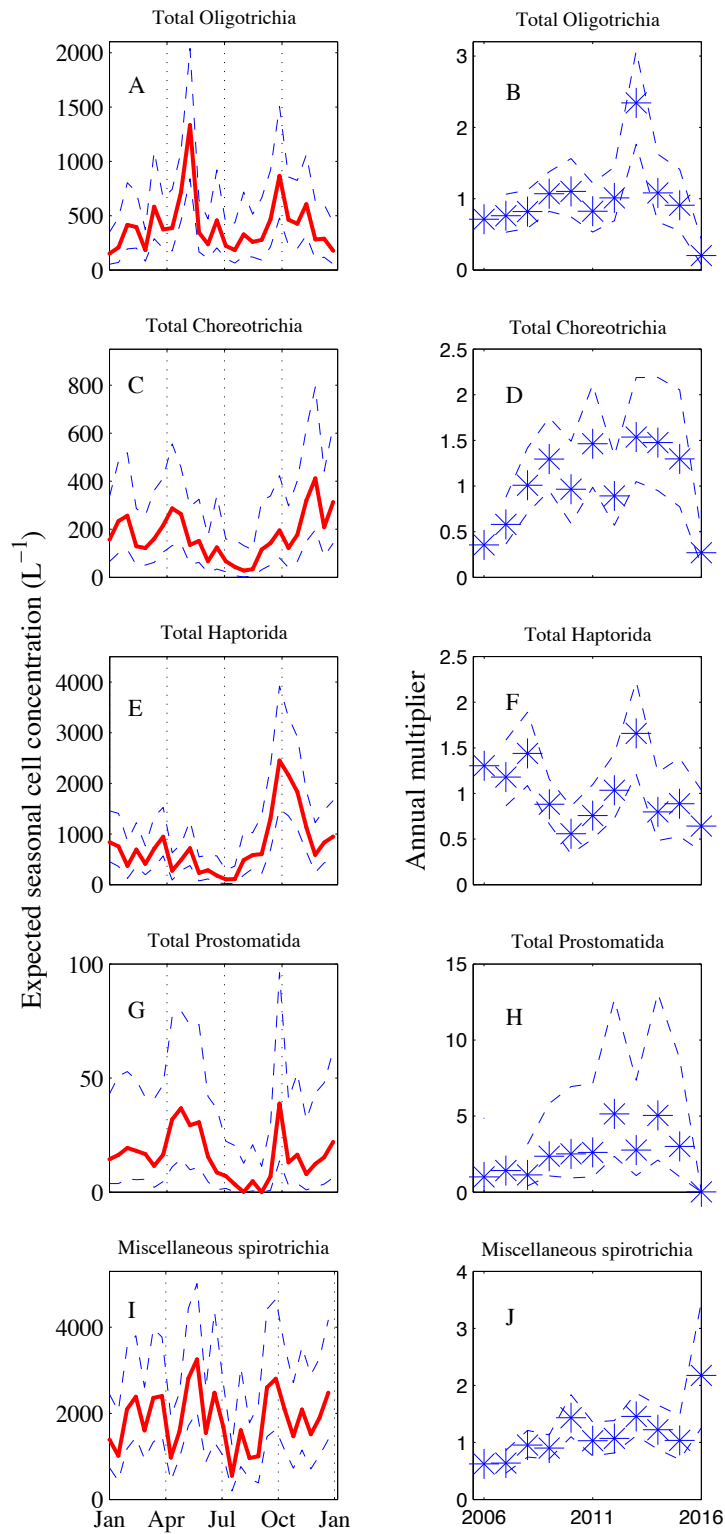 Total Oligotrichia
Total Oligotrichia
2000
1500
1000
500
0
A
3
2
1
0
B
Total Choreotrichia
Total Choreotrichia
800
600
400
200
0
C
2.5
2
1.5
1
0.5
0
D
Total Haptorida
Total Haptorida
4000
3000
2000
1000
0
E
2.5
2
1.5
1
0.5
0
F
Expected seasonal cell concentration (L⁻¹)
Annual multiplier
Total Prostomatida
Total Prostomatida
100
50
0
G
15
10
5
0
H
Miscellaneous spirotrichia
Miscellaneous spirotrichia
4000
2000
0
I
Jan Apr Jul Oct Jan
4
3
2
1
0
J
2006 2011 2016